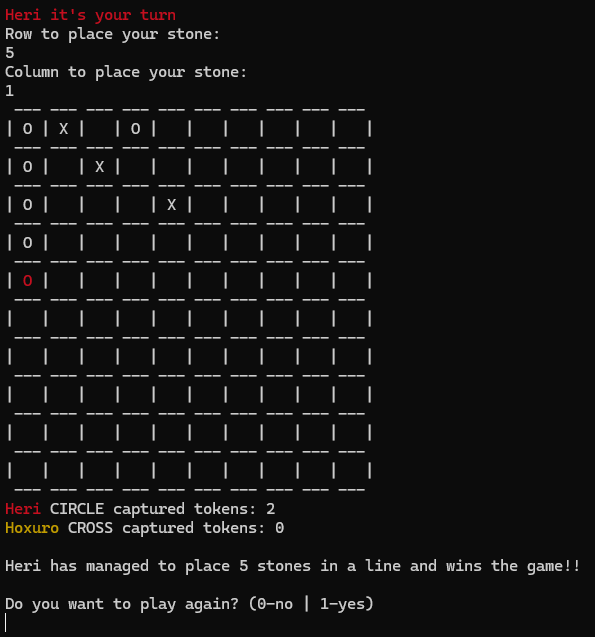 Heri it's your turn
Row to place your stone:
5
Column to place your stone:
1
 --- --- --- --- --- --- --- --- --- ---
| O | X |   | O |   |   |   |   |   |   |
 --- --- --- --- --- --- --- --- --- ---
| O |   | X |   |   |   |   |   |   |   |
 --- --- --- --- --- --- --- --- --- ---
| O |   |   |   | X |   |   |   |   |   |
 --- --- --- --- --- --- --- --- --- ---
| O |   |   |   |   |   |   |   |   |   |
 --- --- --- --- --- --- --- --- --- ---
| O |   |   |   |   |   |   |   |   |   |
 --- --- --- --- --- --- --- --- --- ---
|   |   |   |   |   |   |   |   |   |   |
 --- --- --- --- --- --- --- --- --- ---
|   |   |   |   |   |   |   |   |   |   |
 --- --- --- --- --- --- --- --- --- ---
|   |   |   |   |   |   |   |   |   |   |
 --- --- --- --- --- --- --- --- --- ---
|   |   |   |   |   |   |   |   |   |   |
 --- --- --- --- --- --- --- --- --- ---
|   |   |   |   |   |   |   |   |   |   |
 --- --- --- --- --- --- --- --- --- ---
Heri CIRCLE captured tokens: 2
Hoxuro CROSS captured tokens: 0
Heri has managed to place 5 stones in a line and wins the game!!
Do you want to play again? (0-no | 1-yes)